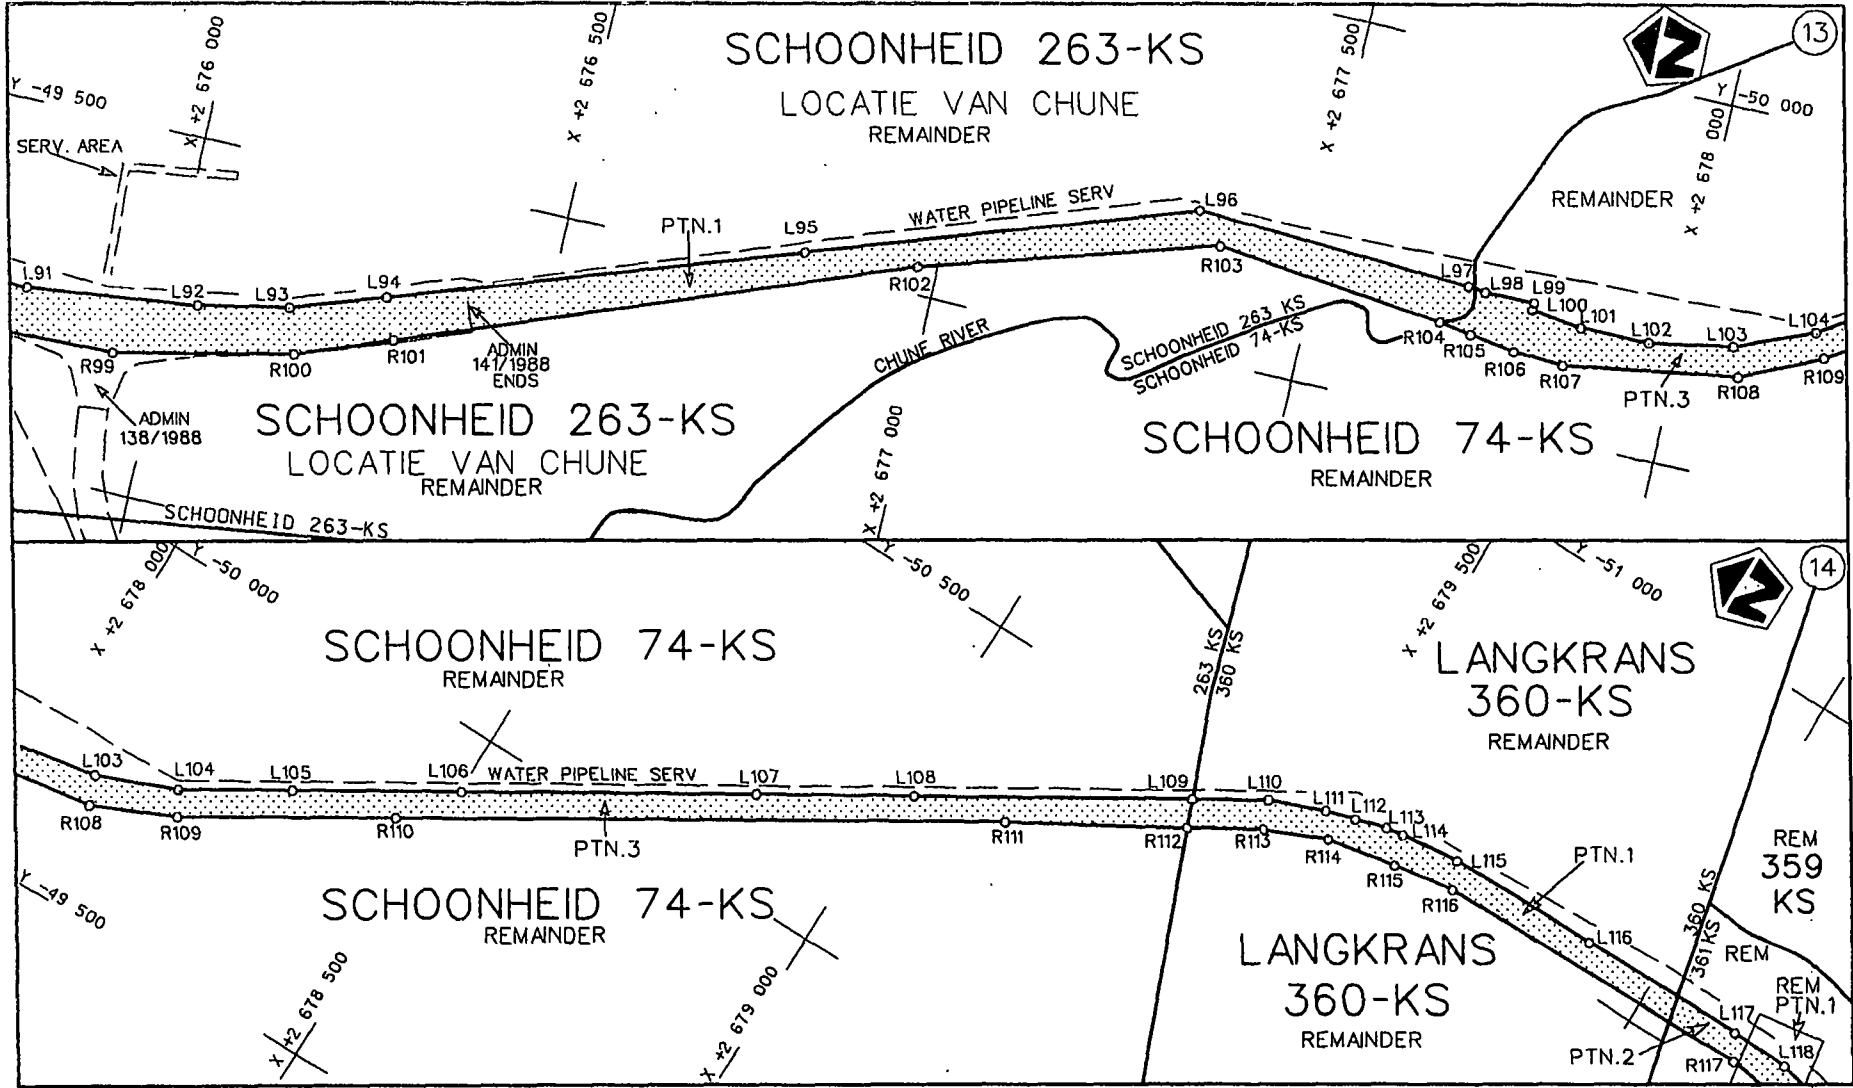 X +2 676 000
X +2 676 500
SCHOONHEID 263-KS
LOCATIE VAN CHUNE
REMAINDER
X +2 677 500
13
Y -49 500
Y -50 000
X +2 678 000
SERV. AREA
REMAINDER
WATER PIPELINE SERV
PTN.1
L91
L92
L93
L94
L95
L96
L97
L98
L99
L100
L101
L102
L103
L104
R99
R100
R101
R102
R103
R104
R105
R106
R107
R108
R109
PTN.3
ADMIN
141/1988
ENDS
ADMIN
138/1988
CHUNE RIVER
SCHOONHEID 263 KS
SCHOONHEID 74-KS
SCHOONHEID 263-KS
LOCATIE VAN CHUNE
REMAINDER
X +2 677 000
SCHOONHEID 74-KS
REMAINDER
SCHOONHEID 263-KS
X +2 678 000
Y -50 000
Y -50 500
X +2 679 500
Y -51 000
14
SCHOONHEID 74-KS
REMAINDER
263 KS
360 KS
LANGKRANS
360-KS
REMAINDER
WATER PIPELINE SERV
L103
L104
L105
L106
L107
L108
L109
L110
L111
L112
L113
L114
L115
L116
L117
L118
R108
R109
R110
R111
R112
R113
R114
R115
R116
R117
PTN.3
PTN.1
REM
359
KS
Y -49 500
SCHOONHEID 74-KS
REMAINDER
X +2 678 500
X +2 679 000
LANGKRANS
360-KS
REMAINDER
360 KS
361 KS
REM
REM
PTN.1
PTN.2